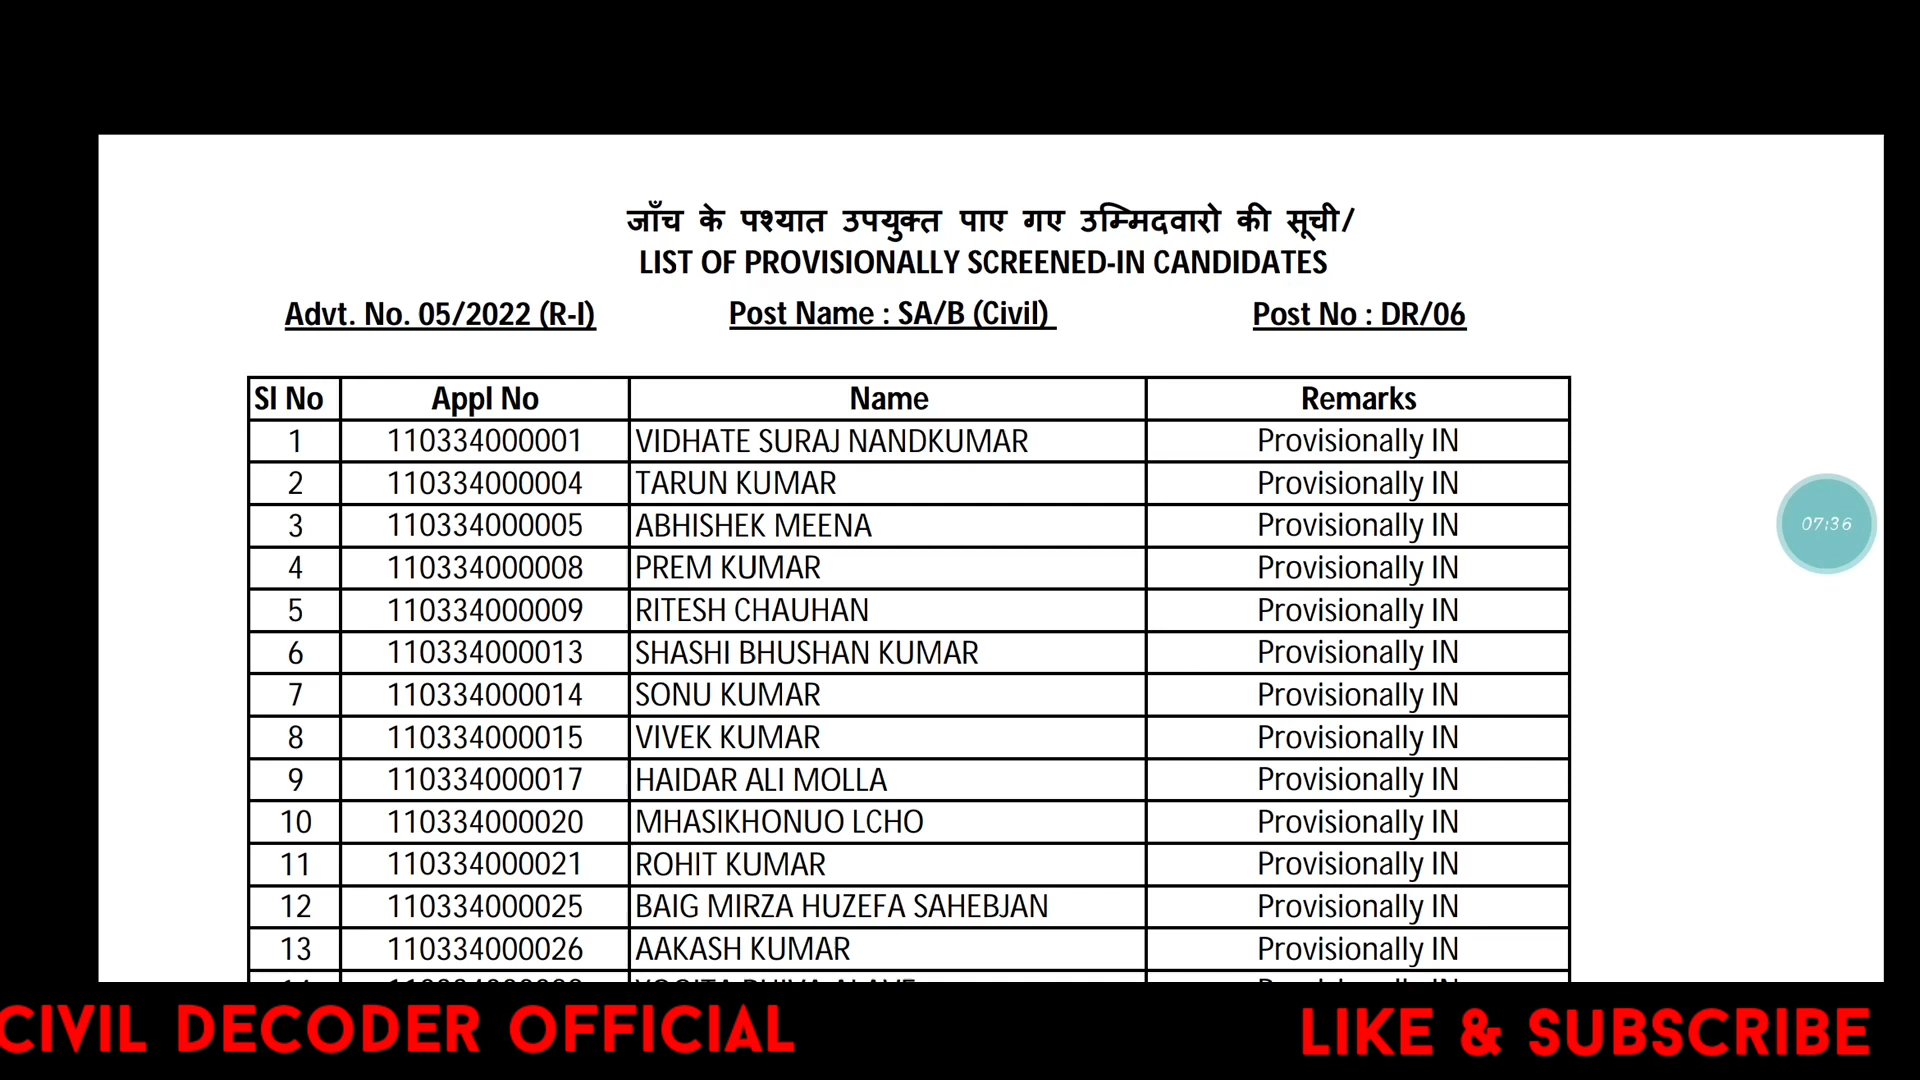 जाँच के पश्यात उपयुक्त पाए गए उम्मिदवारो की सूची/
LIST OF PROVISIONALLY SCREENED-IN CANDIDATES
Advt. No. 05/2022 (R-I) Post Name : SA/B (Civil) Post No : DR/06
Sl No Appl No Name Remarks
1 110334000001 VIDHATE SURAJ NANDKUMAR Provisionally IN
2 110334000004 TARUN KUMAR Provisionally IN
3 110334000005 ABHISHEK MEENA Provisionally IN
4 110334000008 PREM KUMAR Provisionally IN
5 110334000009 RITESH CHAUHAN Provisionally IN
6 110334000013 SHASHI BHUSHAN KUMAR Provisionally IN
07:36
7 110334000014 SONU KUMAR Provisionally IN
8 110334000015 VIVEK KUMAR Provisionally IN
9 110334000017 HAIDAR ALI MOLLA Provisionally IN
10 110334000020 MHASIKHONUO LCHO Provisionally IN
11 110334000021 ROHIT KUMAR Provisionally IN
12 110334000025 BAIG MIRZA HUZEFA SAHEBJAN Provisionally IN
13 110334000026 AAKASH KUMAR Provisionally IN
CIVIL DECODER OFFICIAL LIKE & SUBSCRIBE